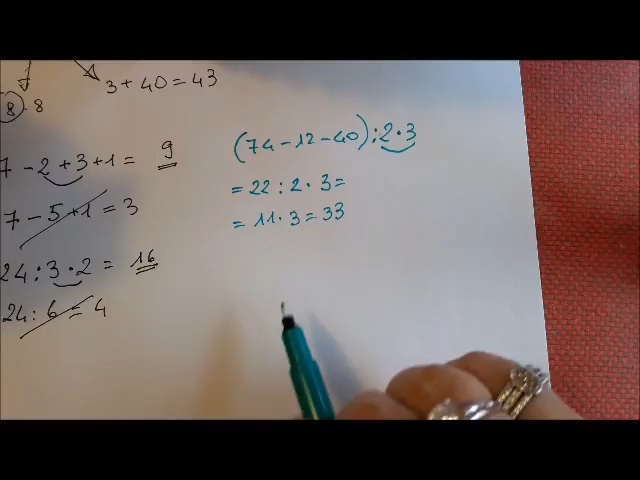 3 + 40 = 43
8 . 8
7 - 2 + 3 + 1 = 9
7 - 5 + 1 = 3
24 : 3 . 2 = 16
24 : 6 = 4
(74 - 12 - 40) : 2 . 3
= 22 : 2 . 3 =
= 11 . 3 = 33